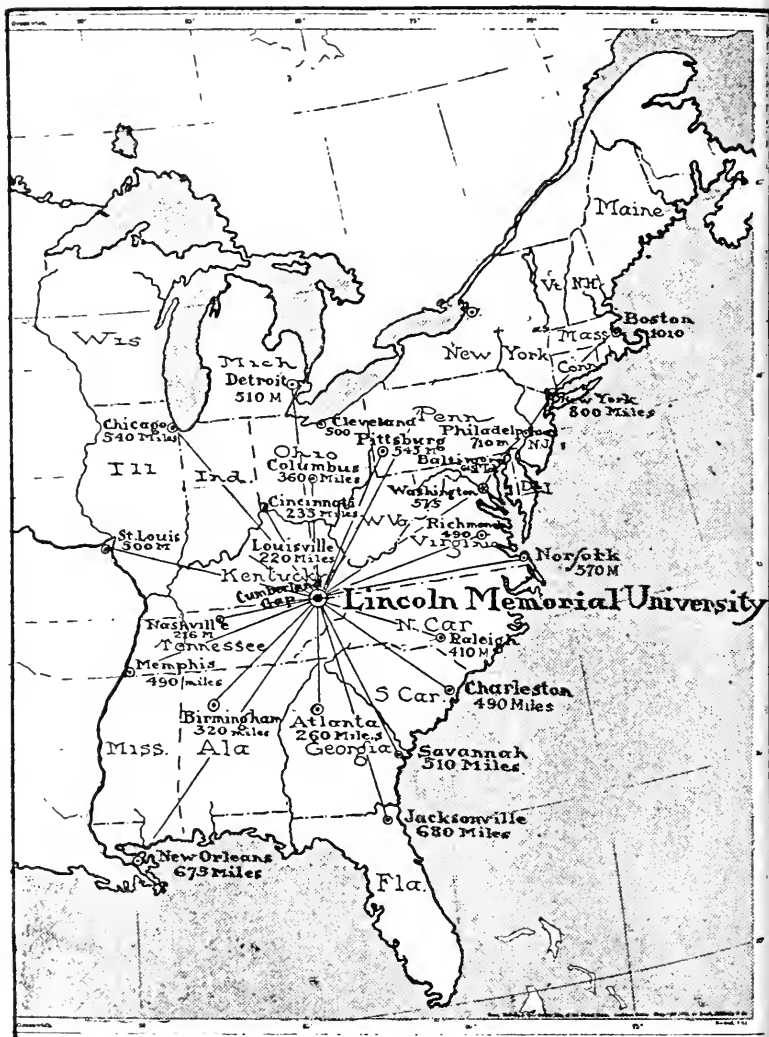 Maine
Vt.
N.H.
Boston
1010
Mass
Conn
New York
Wis
Mich
Detroit
510 M
New York
800 Miles
Chicago
540 Miles
Cleveland
500
Penn
Pittsburg
545 M
Philadelphia
710 m
N.J.
Ill
Ind.
Ohio
Columbus
360 Miles
Baltimore
Del
Washington
575
Cincinnati
235 Miles
W Va
Richmond
490
Virginia
St. Louis
500 M
Louisville
220 Miles
Norfolk
570 M
Kentucky
Cumberland
Gap
Lincoln Memorial University
Nashville
216 M
Tennessee
N. Car
Raleigh
410 M
Memphis
490 miles
S Car.
Charleston
490 Miles
Birmingham
320 miles
Atlanta
260 Miles
Miss.
Ala
Georgia
Savannah
510 Miles
Jacksonville
680 Miles
New Orleans
675 Miles
Fla.